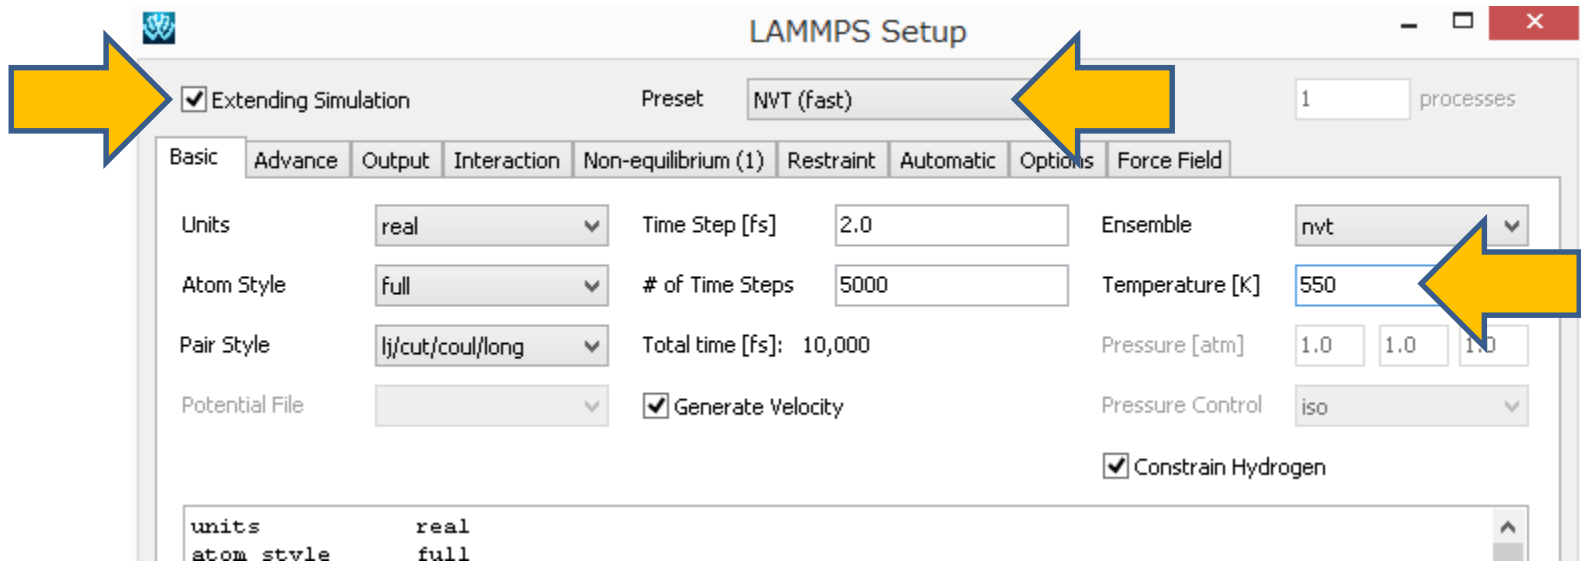 LAMMPS Setup
Extending Simulation Preset NVT (fast) 1 processes
Basic Advance Output Interaction Non-equilibrium (1) Restraint Automatic Options Force Field
Units real Time Step [fs] 2.0 Ensemble nvt
Atom Style full # of Time Steps 5000 Temperature [K] 550
Pair Style lj/cut/coul/long Total time [fs]: 10,000 Pressure [atm] 1.0 1.0 1.0
Potential File Generate Velocity Pressure Control iso
Constrain Hydrogen
units real
atom_style full